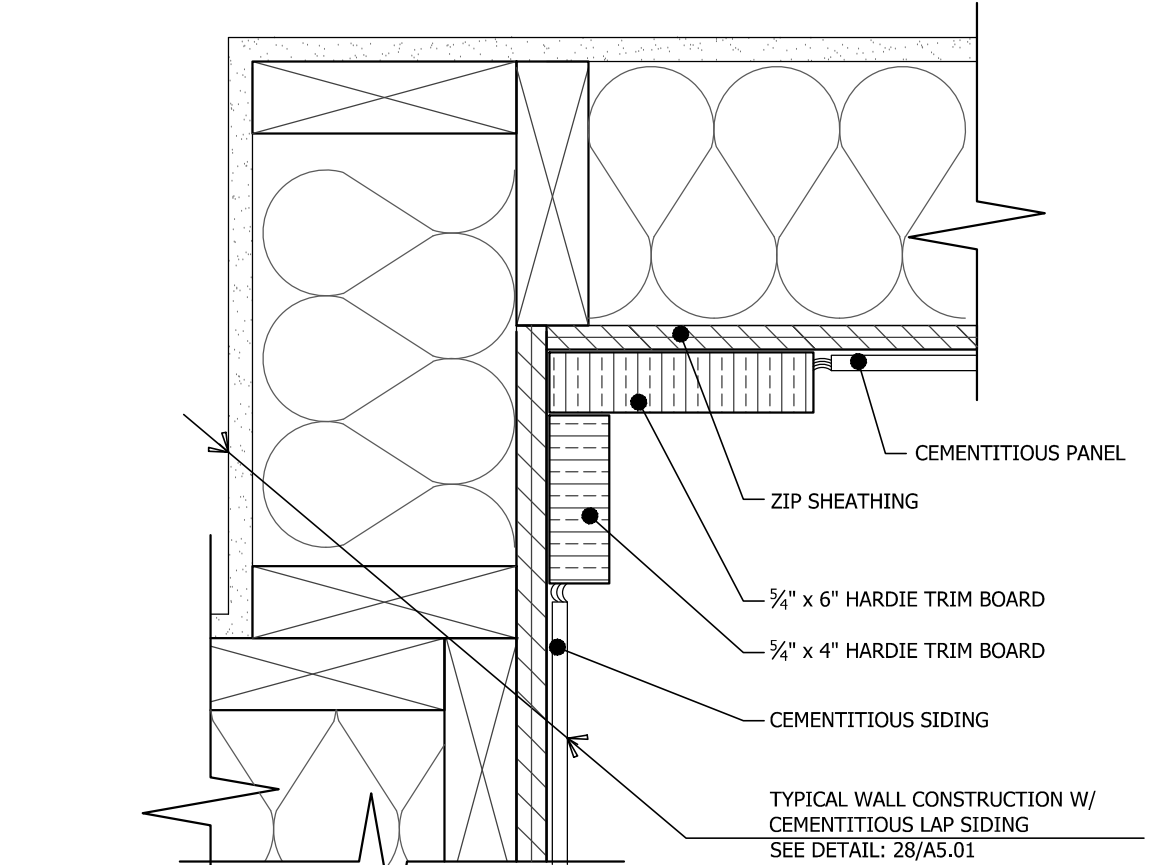 CEMENTITIOUS PANEL
ZIP SHEATHING
5⁄4" x 6" HARDIE TRIM BOARD
5⁄4" x 4" HARDIE TRIM BOARD
CEMENTITIOUS SIDING
TYPICAL WALL CONSTRUCTION W/
CEMENTITIOUS LAP SIDING
SEE DETAIL: 28/A5.01